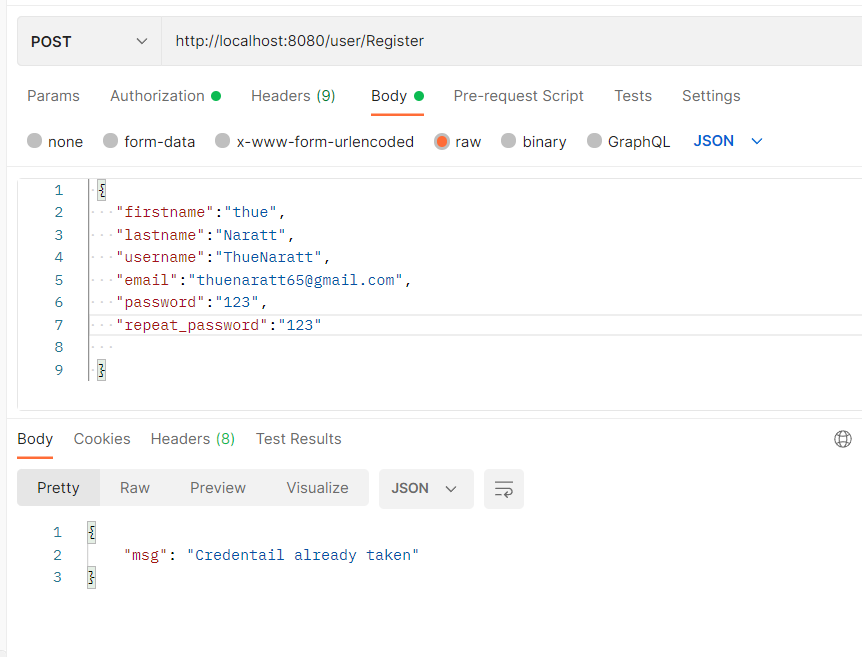 POST http://localhost:8080/user/Register
Params Authorization Headers (9) Body Pre-request Script Tests Settings
none form-data x-www-form-urlencoded raw binary GraphQL JSON
1 {
2 "firstname":"thue",
3 "lastname":"Naratt",
4 "username":"ThueNaratt",
5 "email":"thuenaratt65@gmail.com",
6 "password":"123",
7 "repeat_password":"123"
8
9 }
Body Cookies Headers (8) Test Results
Pretty Raw Preview Visualize JSON
1 {
2 "msg": "Credentail already taken"
3 }